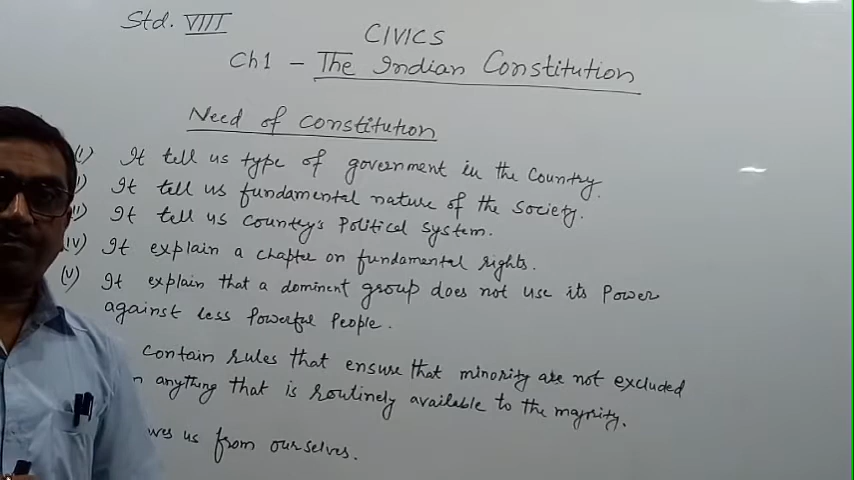 Std. VIII
CIVICS
Ch1 - The Indian Constitution
Need of constitution
(I) It tell us type of government in the Country.
) It tell us fundamental nature of the Society.
) It tell us Country's Political system.
(IV) It explain a chapter on fundamental rights.
(V) It explain that a dominent group does not use its Power
against less Powerful People.
contain rules that ensure that minority are not excluded
anything that is routinely available to the majority.
us from ourselves.